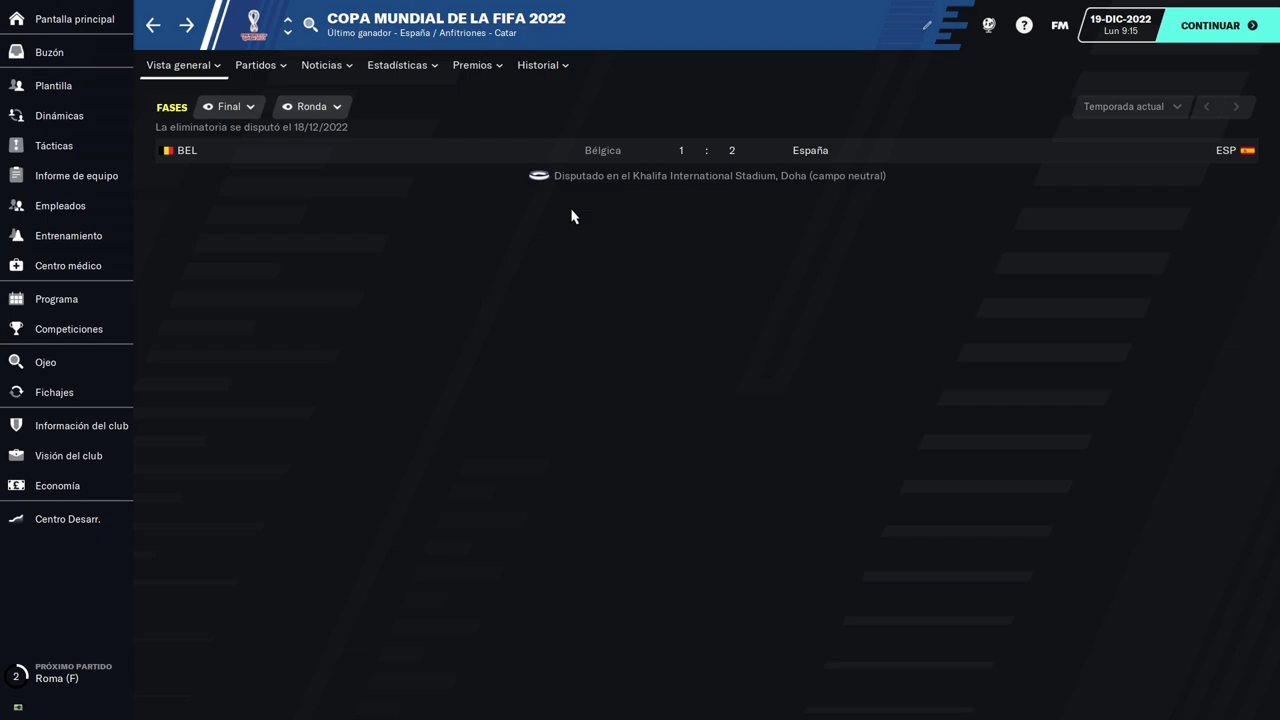 Pantalla principal
Buzón
Plantilla
Dinámicas
Tácticas
Informe de equipo
Empleados
Entrenamiento
Centro médico
Programa
Competiciones
Ojeo
Fichajes
Información del club
Visión del club
Economía
Centro Desarr.
2
PRÓXIMO PARTIDO
Roma (F)
COPA MUNDIAL DE LA FIFA 2022
Último ganador - España / Anfitriones - Catar
FM
19-DIC-2022
Lun 9:15
CONTINUAR
Vista general Partidos Noticias Estadísticas Premios Historial
FASES Final Ronda Temporada actual
La eliminatoria se disputó el 18/12/2022
BEL Bélgica 1 : 2 España ESP
Disputado en el Khalifa International Stadium, Doha (campo neutral)